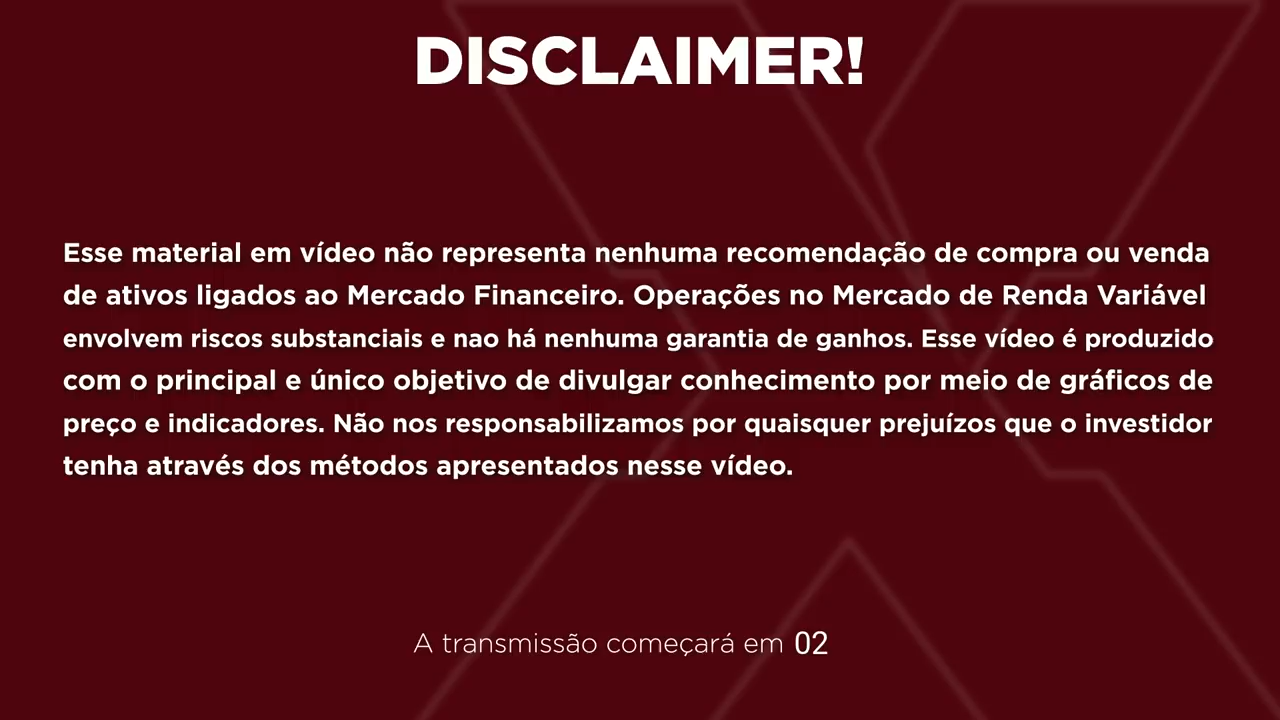 DISCLAIMER!
Esse material em vídeo não representa nenhuma recomendação de compra ou venda
de ativos ligados ao Mercado Financeiro. Operações no Mercado de Renda Variável
envolvem riscos substanciais e nao há nenhuma garantia de ganhos. Esse vídeo é produzido
com o principal e único objetivo de divulgar conhecimento por meio de gráficos de
preço e indicadores. Não nos responsabilizamos por quaisquer prejuízos que o investidor
tenha através dos métodos apresentados nesse vídeo.
A transmissão começará em 02